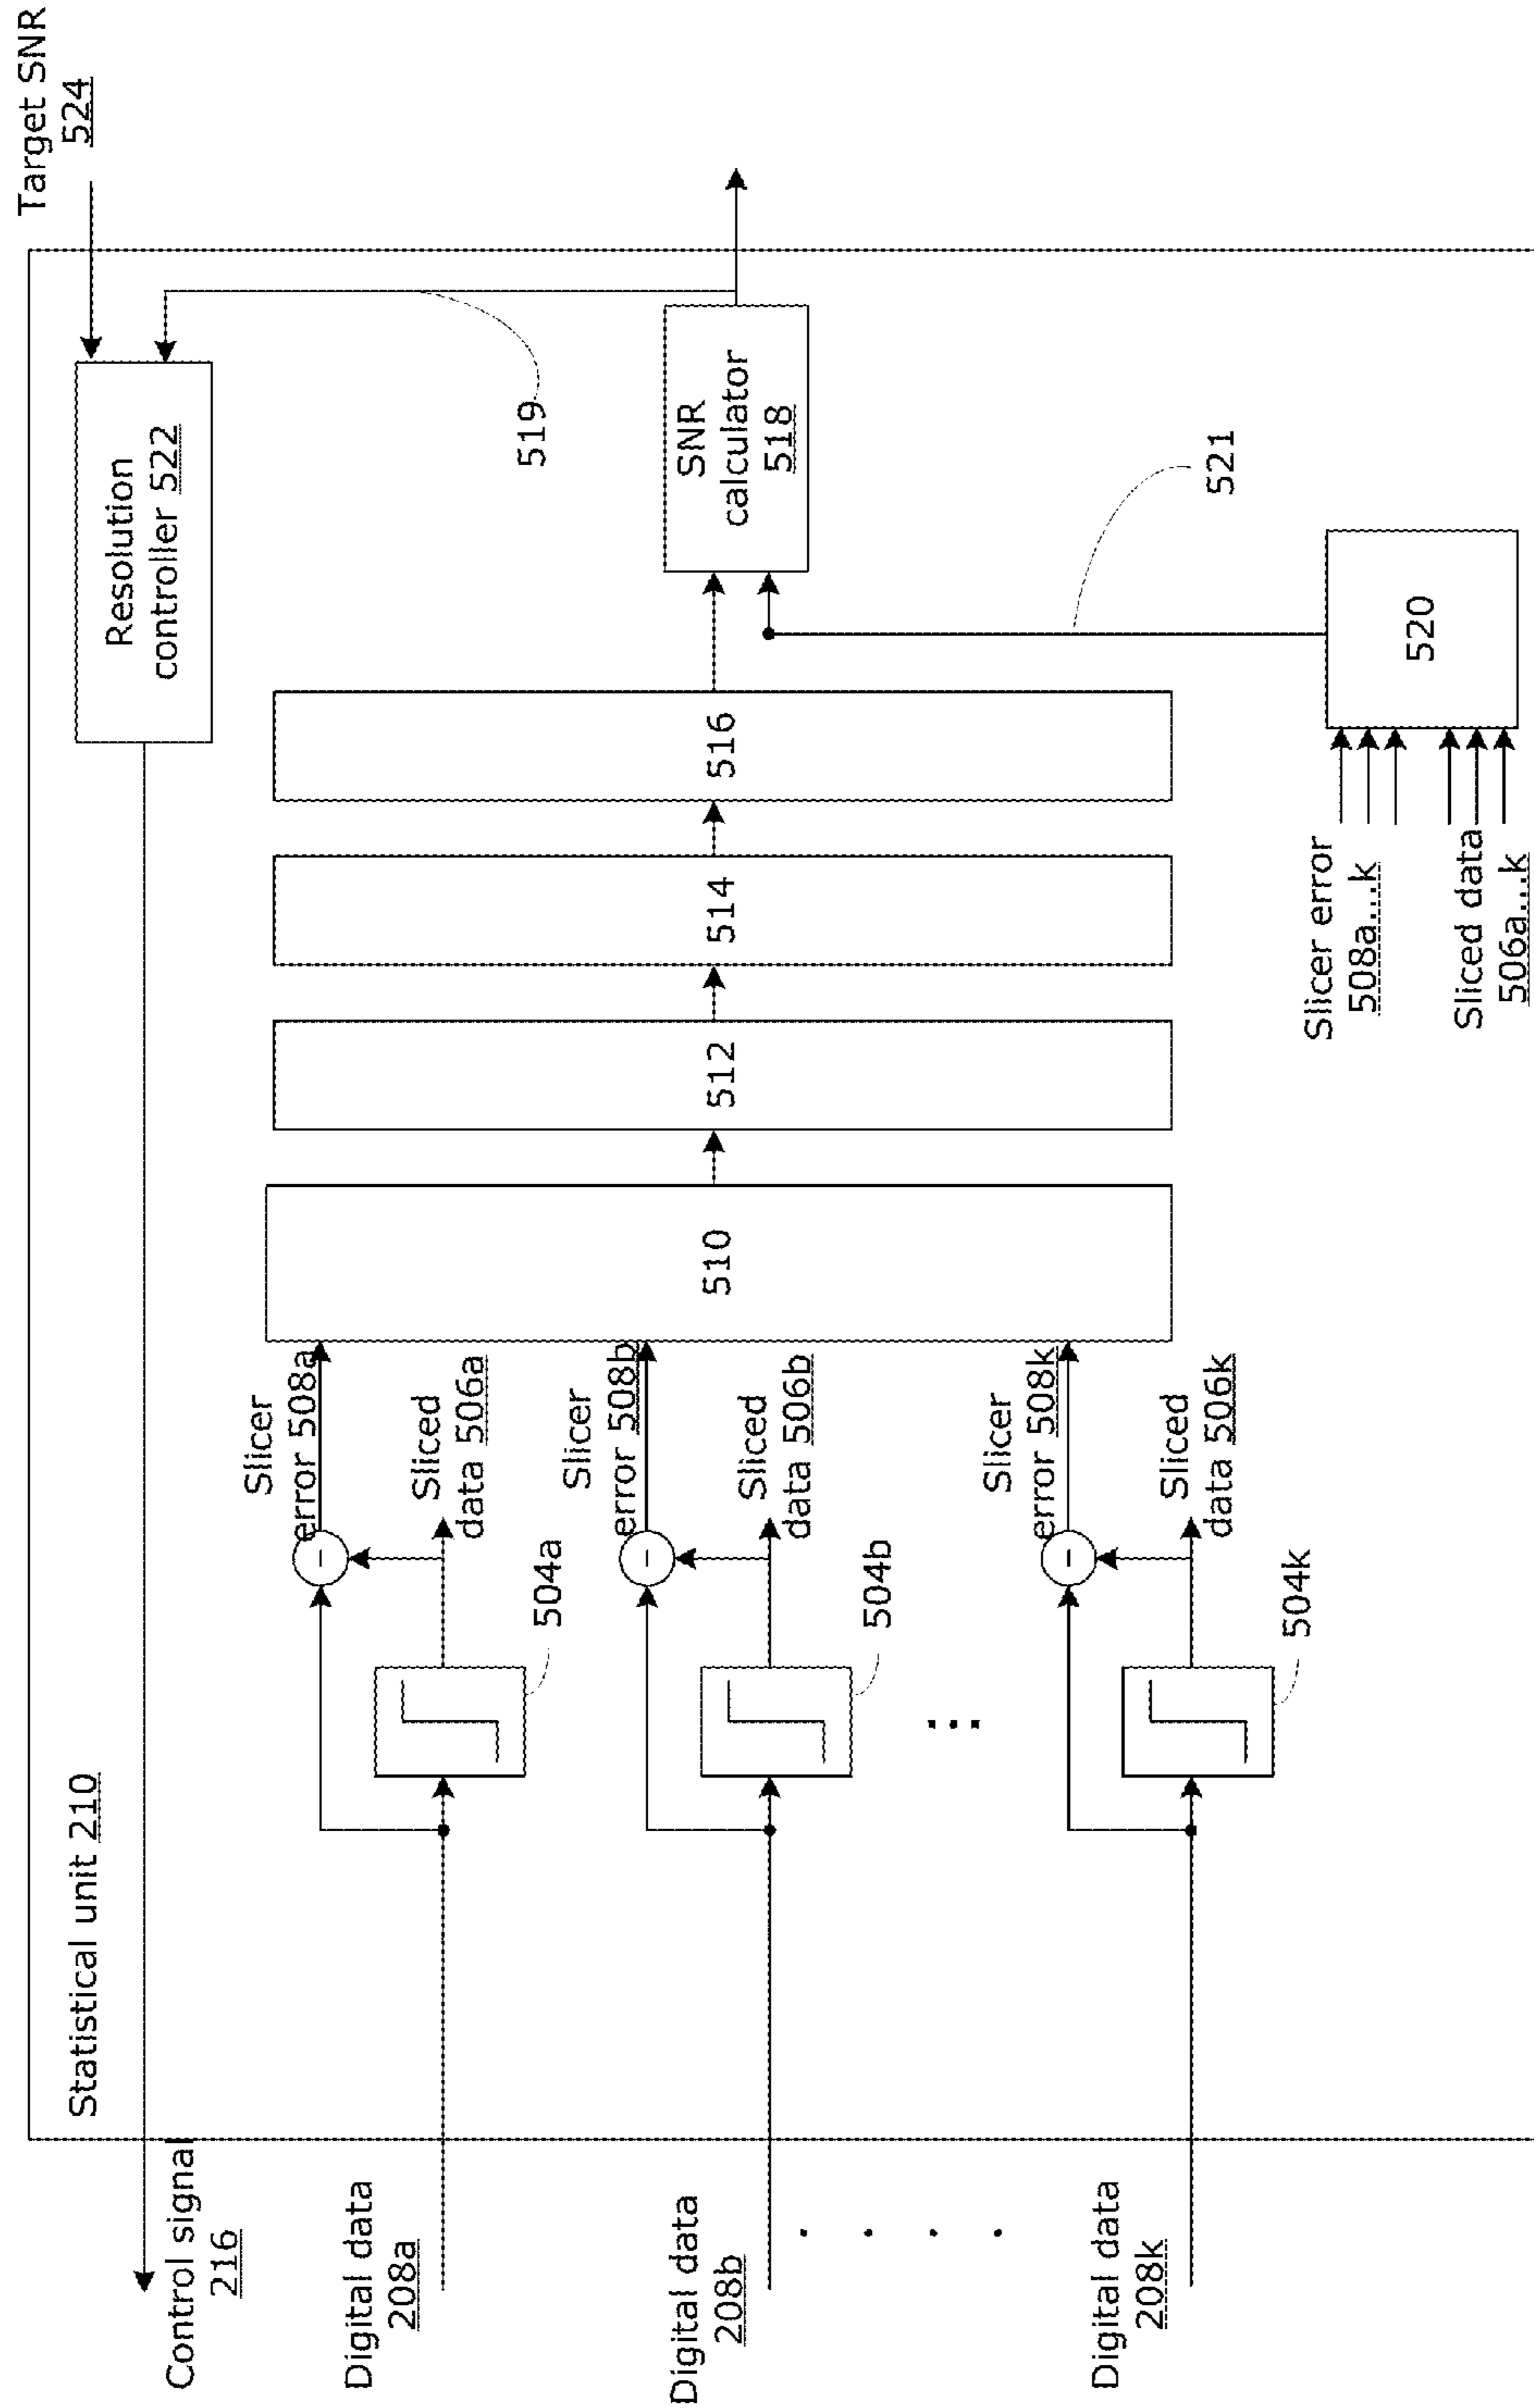 Target SNR
524
Statistical unit 210
Resolution
controller 522
Control signal
216
519
Digital data
208a
Slicer
error 508a
Sliced
data 506a
504a
Digital data
208b
Slicer
error 508b
Sliced
data 506b
504b
Digital data
208k
Slicer
error 508k
Sliced
data 506k
504k
510
512
514
516
SNR
calculator
518
521
520
Slicer error
508a...k
Sliced data
506a...k